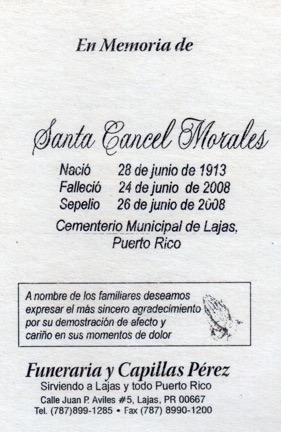 En Memoria de
Santa Cancel Morales
Nació 28 de junio de 1913
Falleció 24 de junio de 2008
Sepelio 26 de junio de 2008
Cementerio Municipal de Lajas,
Puerto Rico
A nombre de los familiares deseamos
expresar el màs sincero agradecimiento
por su demostración de afecto y
cariño en sus momentos de dolor
Funeraria y Capillas Pérez
Sirviendo a Lajas y todo Puerto Rico
Calle Juan P. Aviles #5, Lajas, PR 00667
Tel. (787)899-1285 • Fax (787) 8990-1200